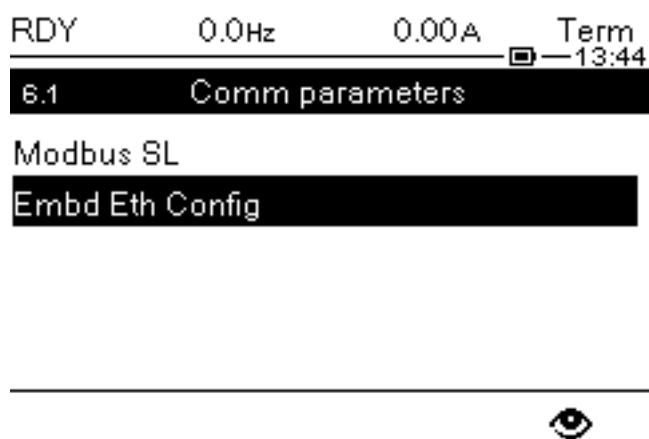 RDY 0.0Hz 0.00A Term
13:44
6.1 Comm parameters
Modbus SL
Embd Eth Config